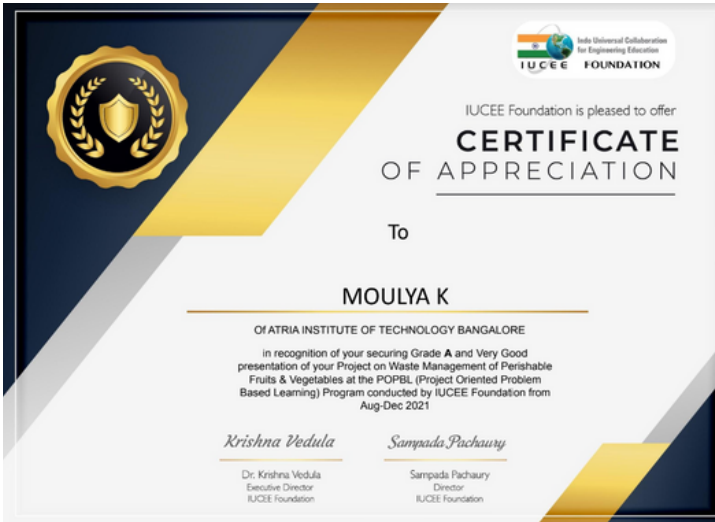 Indo Universal Collaboration
for Engineering Education
IUCEE FOUNDATION
IUCEE Foundation is pleased to offer
CERTIFICATE
OF APPRECIATION
To
MOULYA K
Of ATRIA INSTITUTE OF TECHNOLOGY BANGALORE
in recognition of your securing Grade A and Very Good
presentation of your Project on Waste Management of Perishable
Fruits & Vegetables at the POPBL (Project Oriented Problem
Based Learning) Program conducted by IUCEE Foundation from
Aug-Dec 2021
Krishna Vedula
Dr. Krishna Vedula
Executive Director
IUCEE Foundation
Sampada Pachaury
Sampada Pachaury
Director
IUCEE Foundation